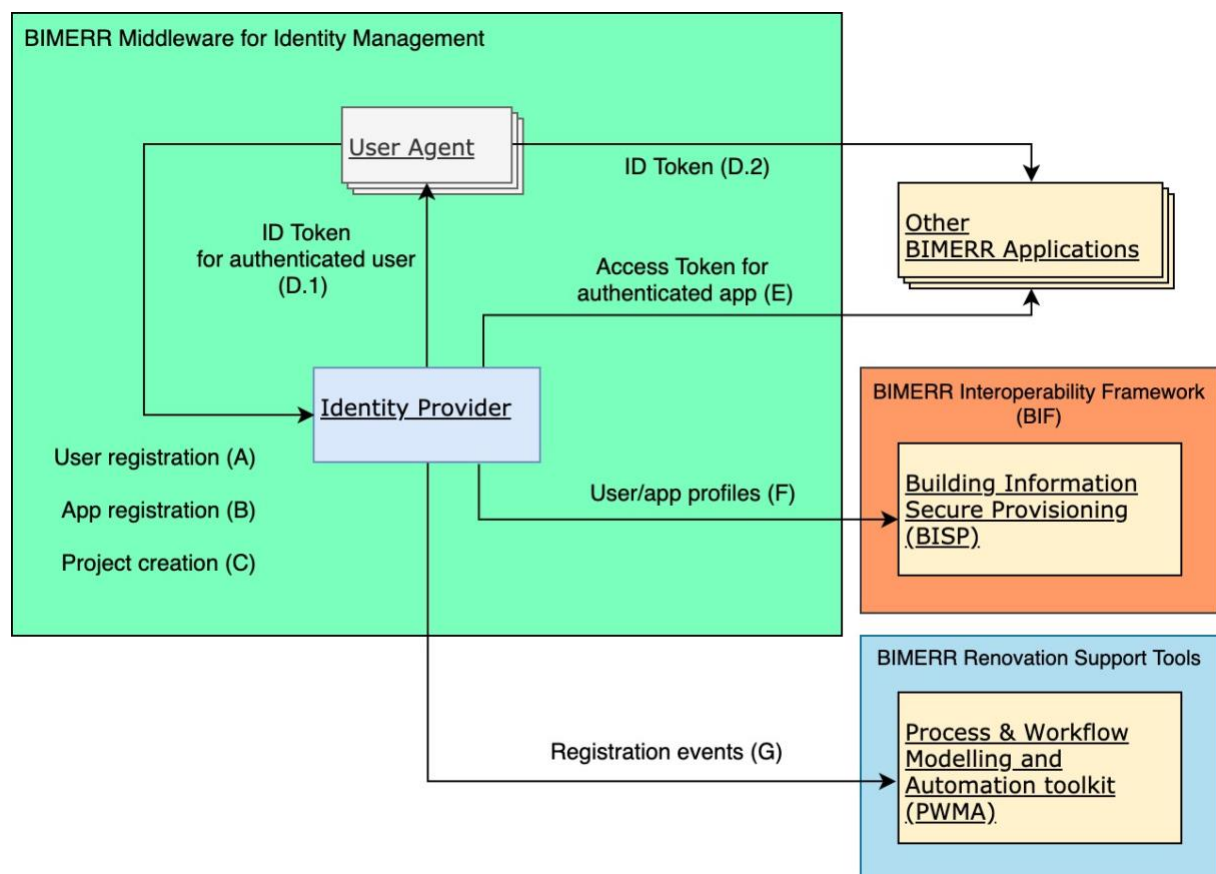 BIMERR Middleware for Identity Management
User Agent
ID Token (D.2)
Other
BIMERR Applications
ID Token
for authenticated user
(D.1)
Access Token for
authenticated app (E)
Identity Provider
User registration (A)
App registration (B)
Project creation (C)
User/app profiles (F)
BIMERR Interoperability Framework
(BIF)
Building Information
Secure Provisioning
(BISP)
Registration events (G)
BIMERR Renovation Support Tools
Process & Workflow
Modelling and
Automation toolkit
(PWMA)